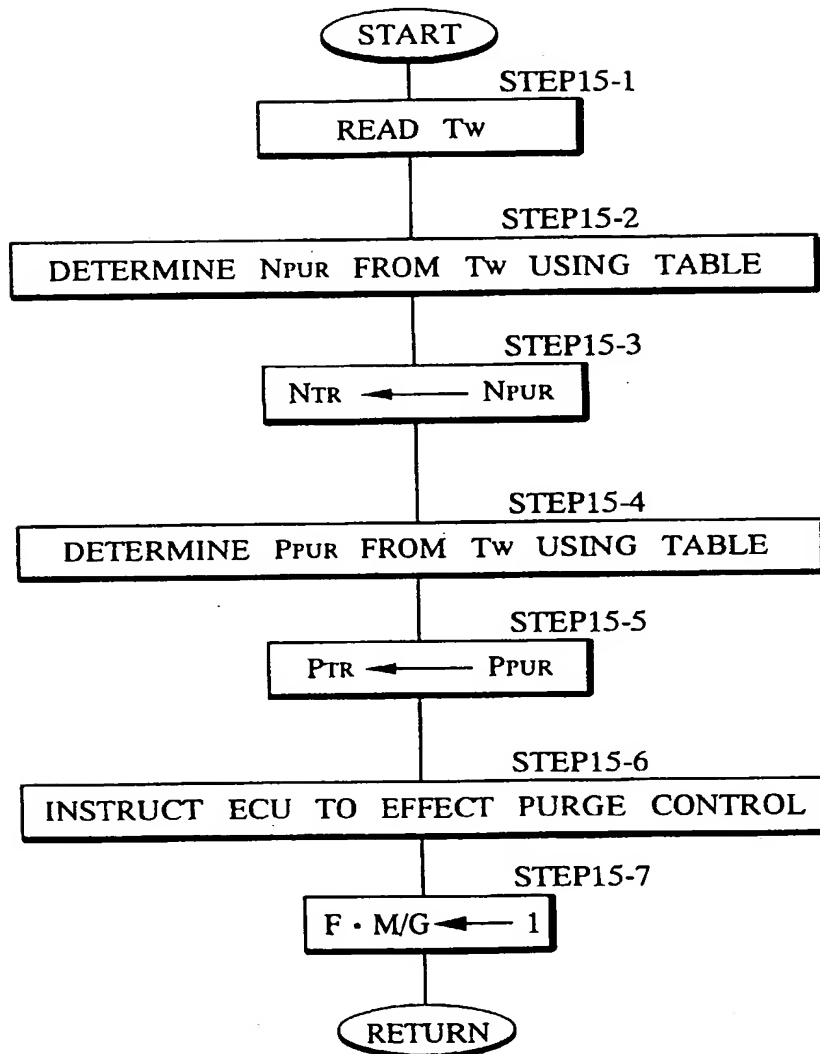 START
STEP15-1
READ Tw
STEP15-2
DETERMINE NPUR FROM Tw USING TABLE
STEP15-3
NTR ← NPUR
STEP15-4
DETERMINE PPUR FROM Tw USING TABLE
STEP15-5
PTR ← PPUR
STEP15-6
INSTRUCT ECU TO EFFECT PURGE CONTROL
STEP15-7
F · M/G ← 1
RETURN